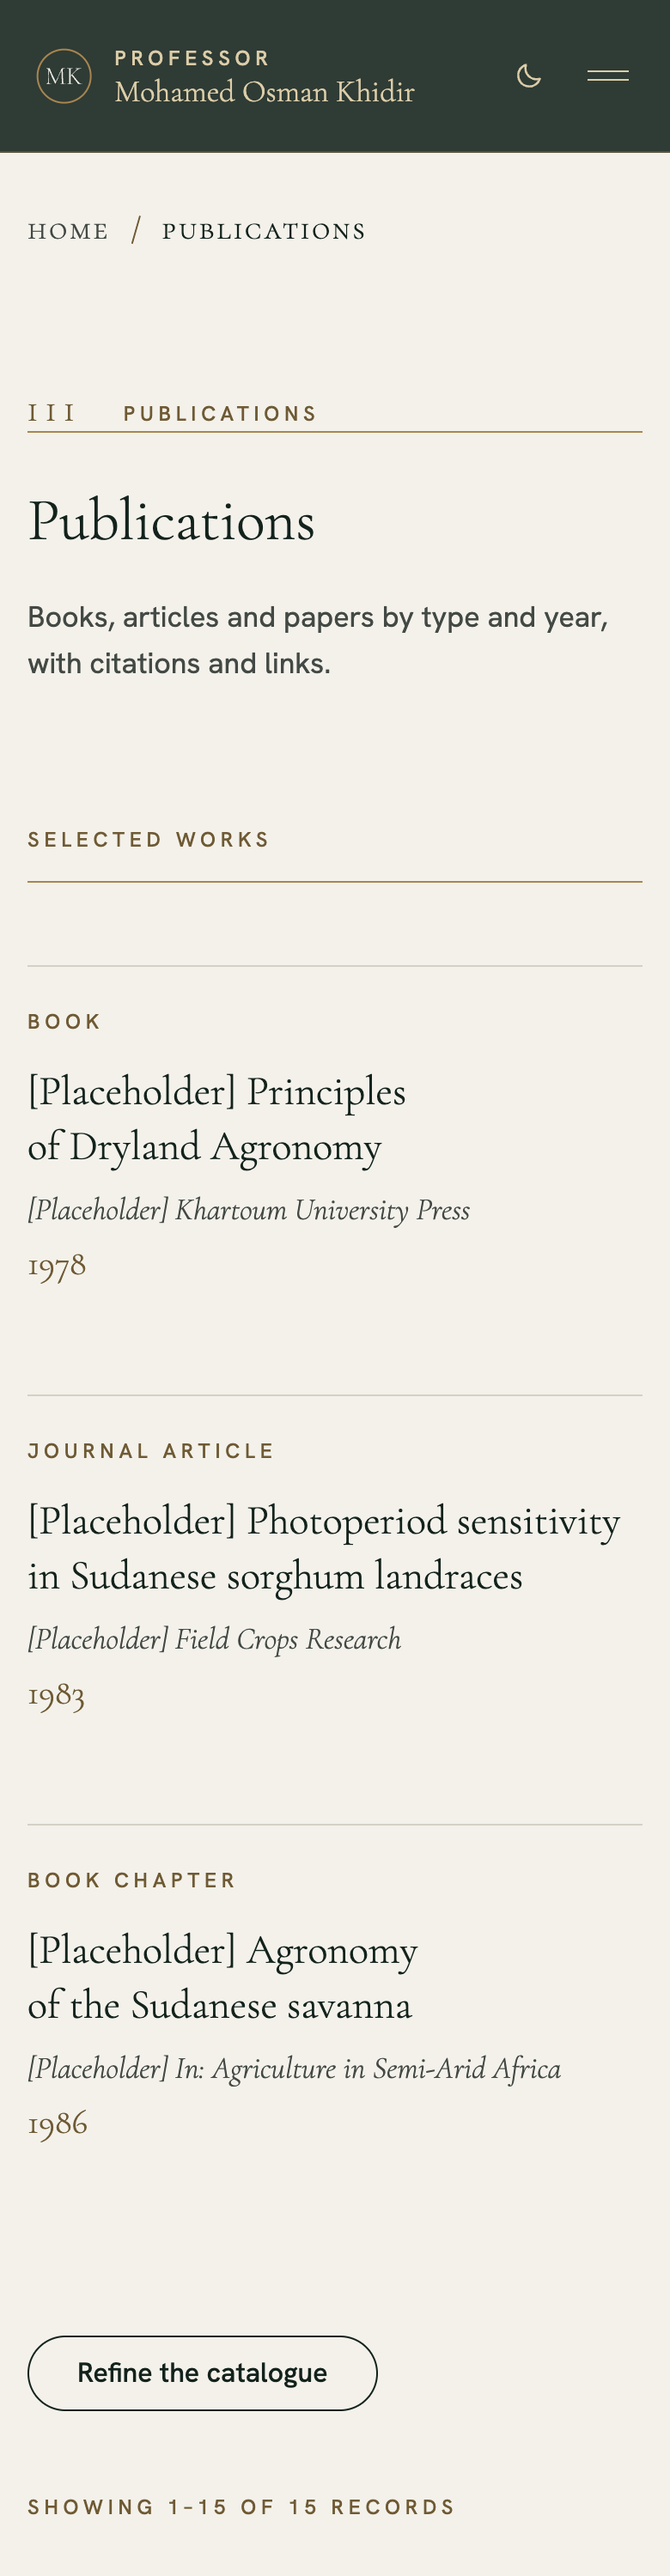 MK
PROFESSOR
Mohamed Osman Khidir
HOME / PUBLICATIONS
III PUBLICATIONS
Publications
Books, articles and papers by type and year,
with citations and links.
SELECTED WORKS
BOOK
[Placeholder] Principles
of Dryland Agronomy
[Placeholder] Khartoum University Press
1978
JOURNAL ARTICLE
[Placeholder] Photoperiod sensitivity
in Sudanese sorghum landraces
[Placeholder] Field Crops Research
1983
BOOK CHAPTER
[Placeholder] Agronomy
of the Sudanese savanna
[Placeholder] In: Agriculture in Semi-Arid Africa
1986
Refine the catalogue
SHOWING 1–15 OF 15 RECORDS